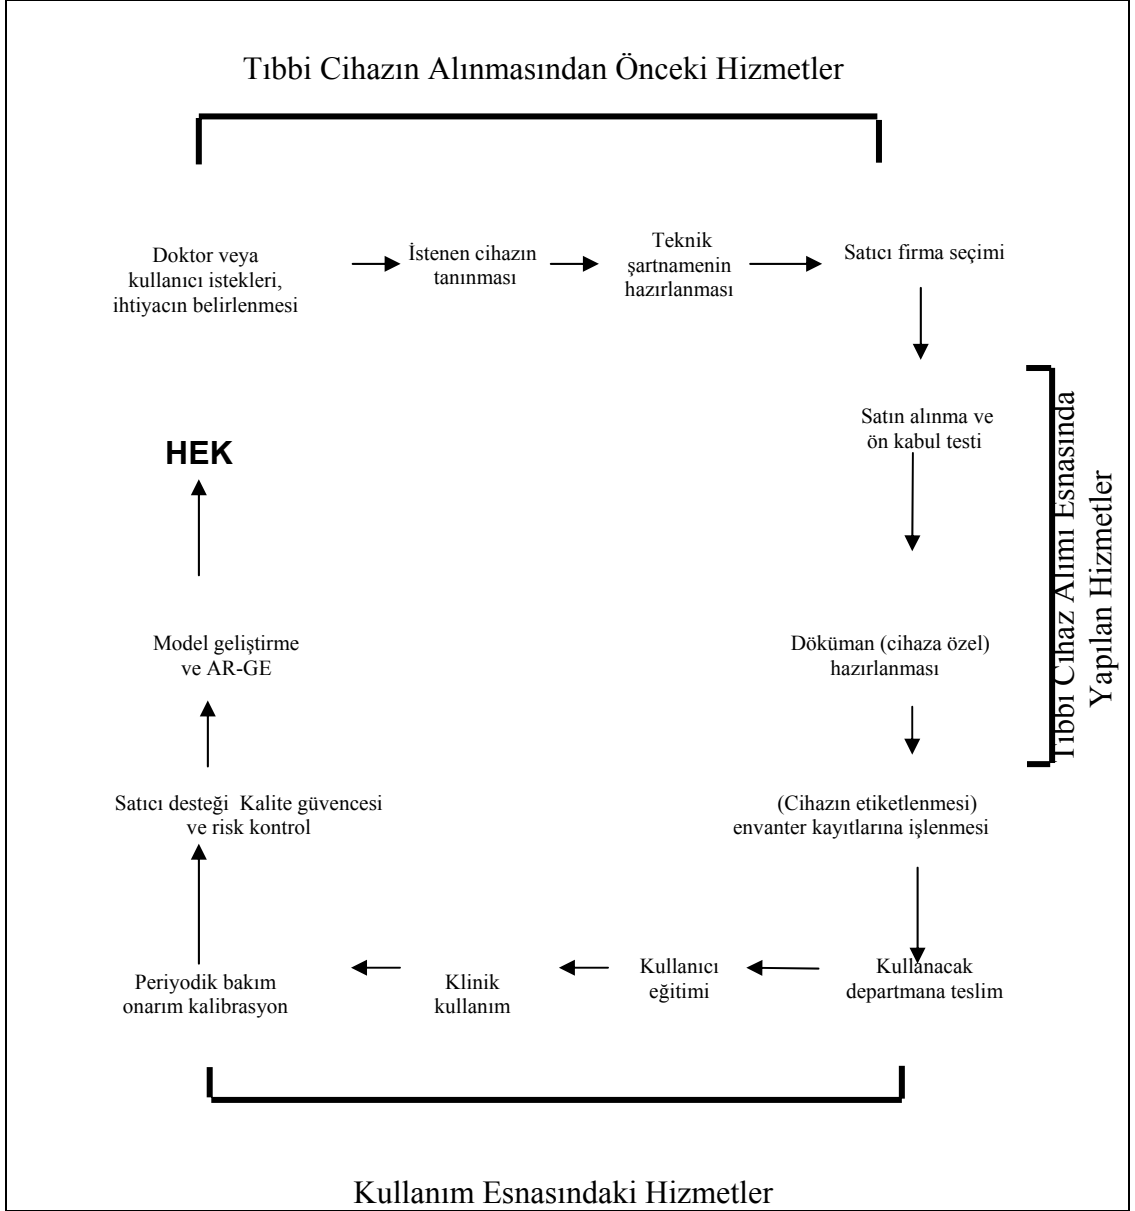 Tıbbi Cihazın Alınmasından Önceki Hizmetler
Doktor veya
kullanıcı istekleri,
ihtiyacın belirlenmesi
İstenen cihazın
tanınması
Teknik
şartnamenin
hazırlanması
Satıcı firma seçimi
Satın alınma ve
ön kabul testi
Tıbbi Cihaz Alımı Esnasında
Yapılan Hizmetler
Döküman (cihaza özel)
hazırlanması
(Cihazın etiketlenmesi)
envanter kayıtlarına işlenmesi
Kullanacak
departmana teslim
Kullanıcı
eğitimi
Klinik
kullanım
Periyodik bakım
onarım kalibrasyon
Satıcı desteği  Kalite güvencesi
ve risk kontrol
Model geliştirme
ve AR-GE
HEK
Kullanım Esnasındaki Hizmetler